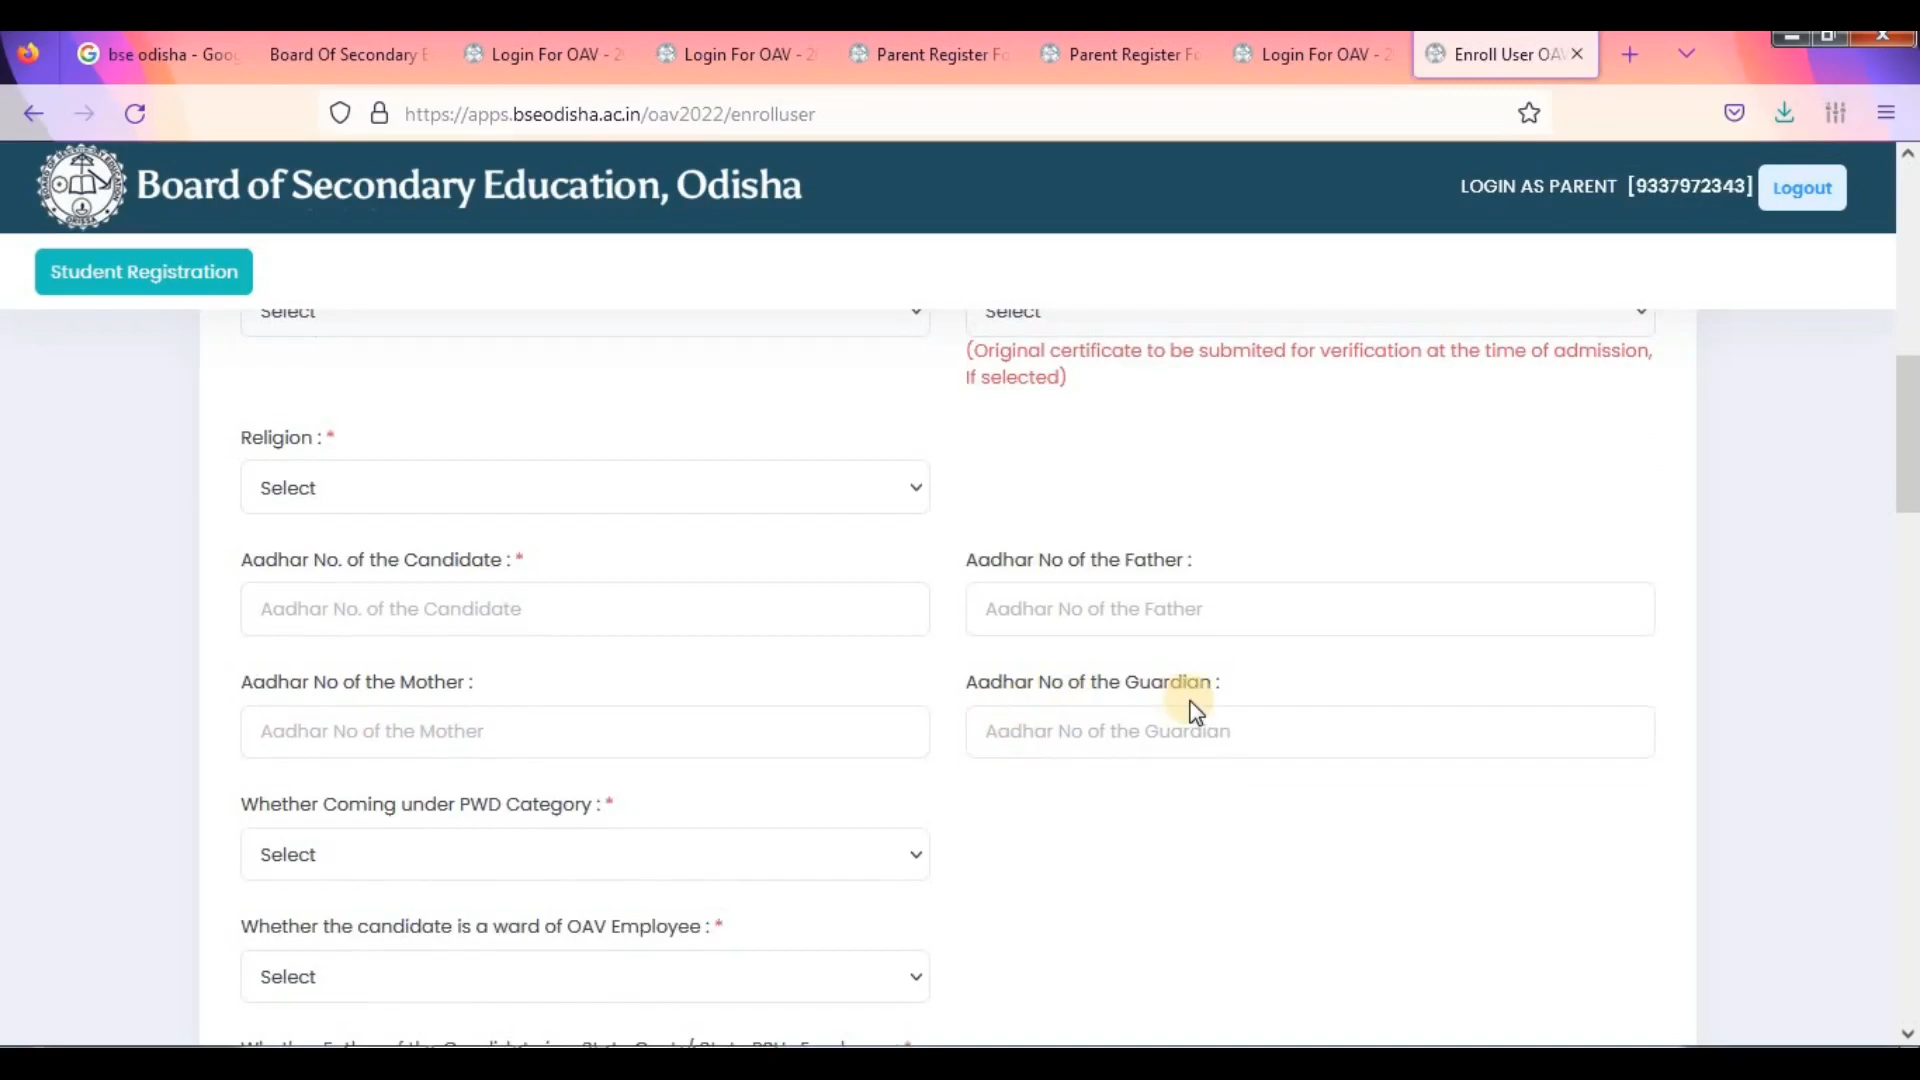 bse odisha - Goo
Board Of Secondary E
Login For OAV - 2
Login For OAV - 2
Parent Register Fo
Parent Register Fo
Login For OAV - 2
Enroll User OAV
https://apps.bseodisha.ac.in/oav2022/enrolluser
Board of Secondary Education, Odisha
LOGIN AS PARENT [9337972343]
Logout
Student Registration
Select
Select
(Original certificate to be submited for verification at the time of admission,
If selected)
Religion : *
Select
Aadhar No. of the Candidate : *
Aadhar No of the Father :
Aadhar No. of the Candidate
Aadhar No of the Father
Aadhar No of the Mother :
Aadhar No of the Guardian :
Aadhar No of the Mother
Aadhar No of the Guardian
Whether Coming under PWD Category : *
Select
Whether the candidate is a ward of OAV Employee : *
Select